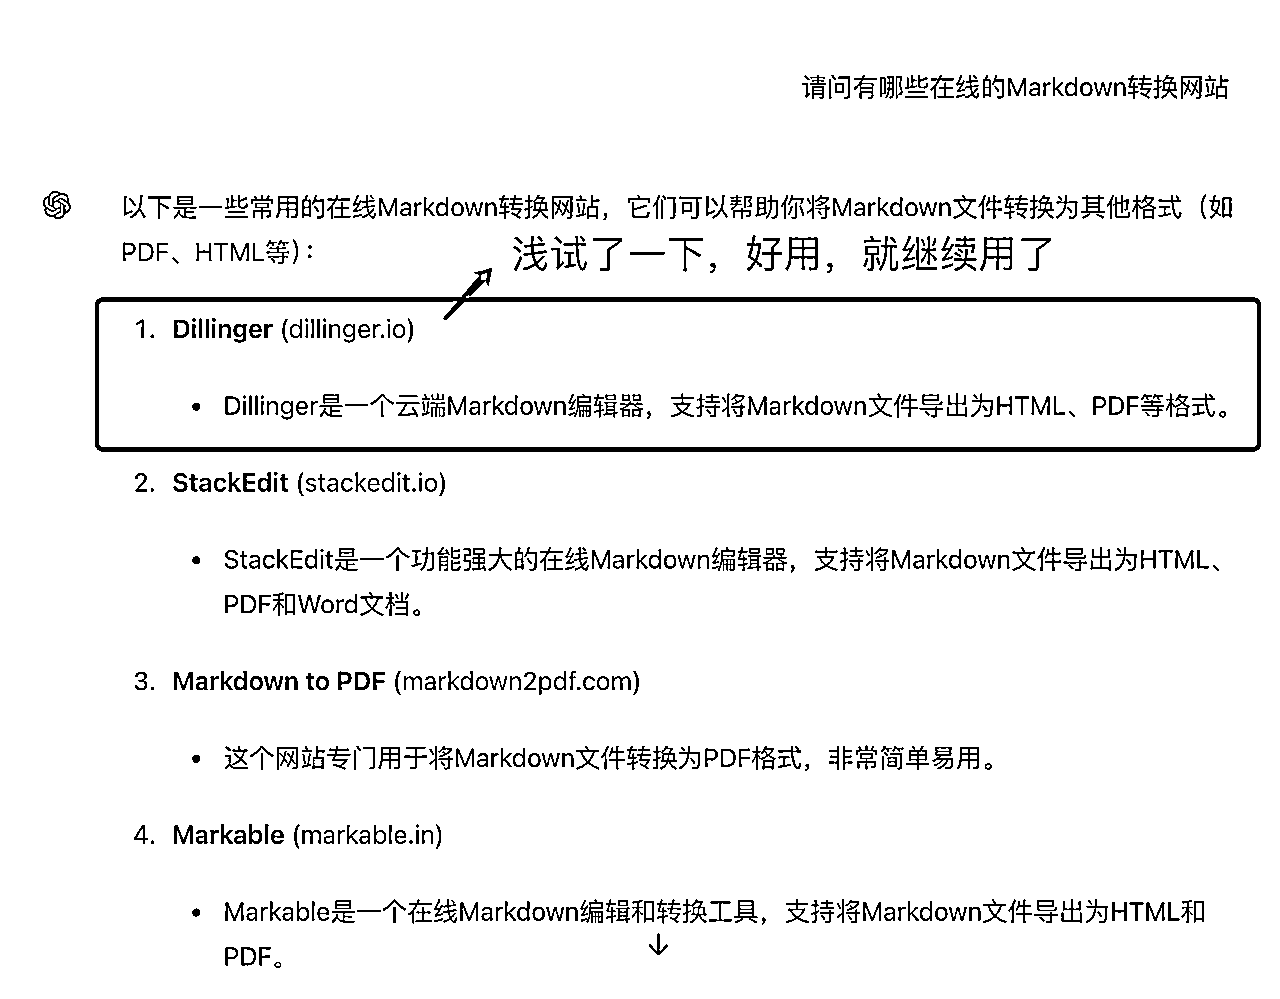 请问有哪些在线的Markdown转换网站
以下是一些常用的在线Markdown转换网站，它们可以帮助你将Markdown文件转换为其他格式（如
PDF、HTML等）：
浅试了一下，好用，就继续用了
1. Dillinger (dillinger.io)
• Dillinger是一个云端Markdown编辑器，支持将Markdown文件导出为HTML、PDF等格式。
2. StackEdit (stackedit.io)
• StackEdit是一个功能强大的在线Markdown编辑器，支持将Markdown文件导出为HTML、
PDF和Word文档。
3. Markdown to PDF (markdown2pdf.com)
• 这个网站专门用于将Markdown文件转换为PDF格式，非常简单易用。
4. Markable (markable.in)
• Markable是一个在线Markdown编辑和转换工具，支持将Markdown文件导出为HTML和
PDF。